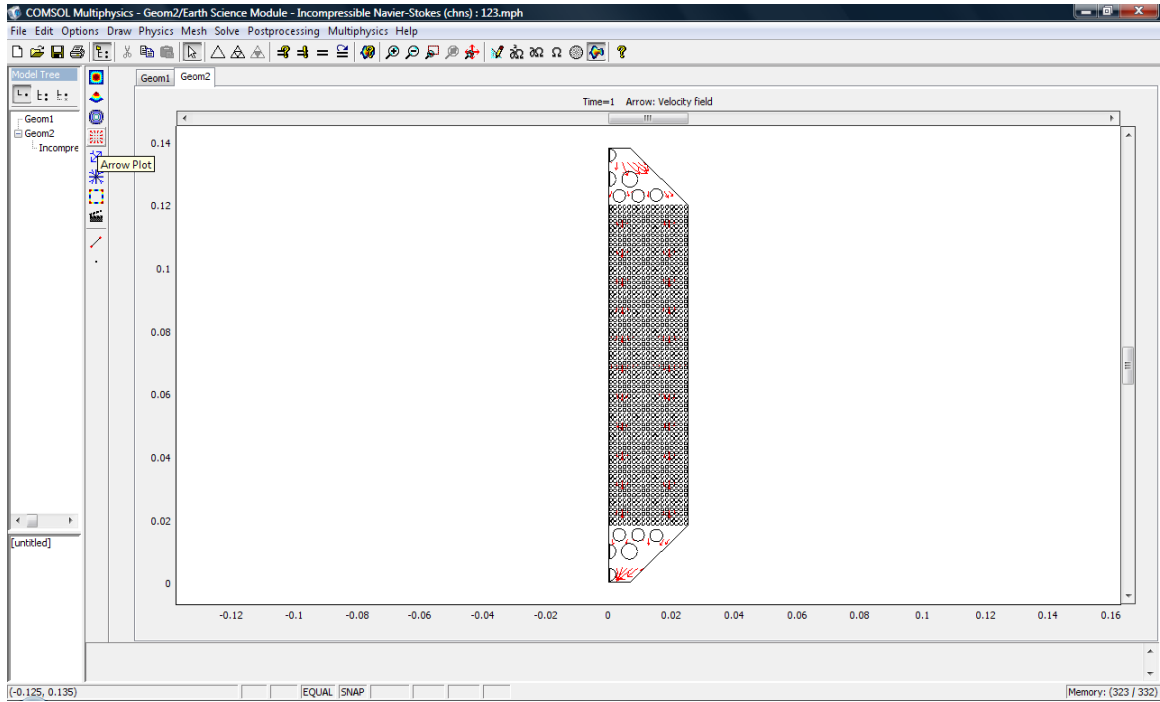 COMSOL Multiphysics - Geom2/Earth Science Module - Incompressible Navier-Stokes (chns) : 123.mph
File Edit Options Draw Physics Mesh Solve Postprocessing Multiphysics Help
Model Tree
Geom1 Geom2
Time=1 Arrow: Velocity field
Geom1
Geom2
Incompre
Arrow Plot
0.14
0.12
0.1
0.08
0.06
0.04
0.02
0
-0.12 -0.1 -0.08 -0.06 -0.04 -0.02 0 0.02 0.04 0.06 0.08 0.1 0.12 0.14 0.16
[untitled]
(-0.125, 0.135) EQUAL SNAP Memory: (323 / 332)